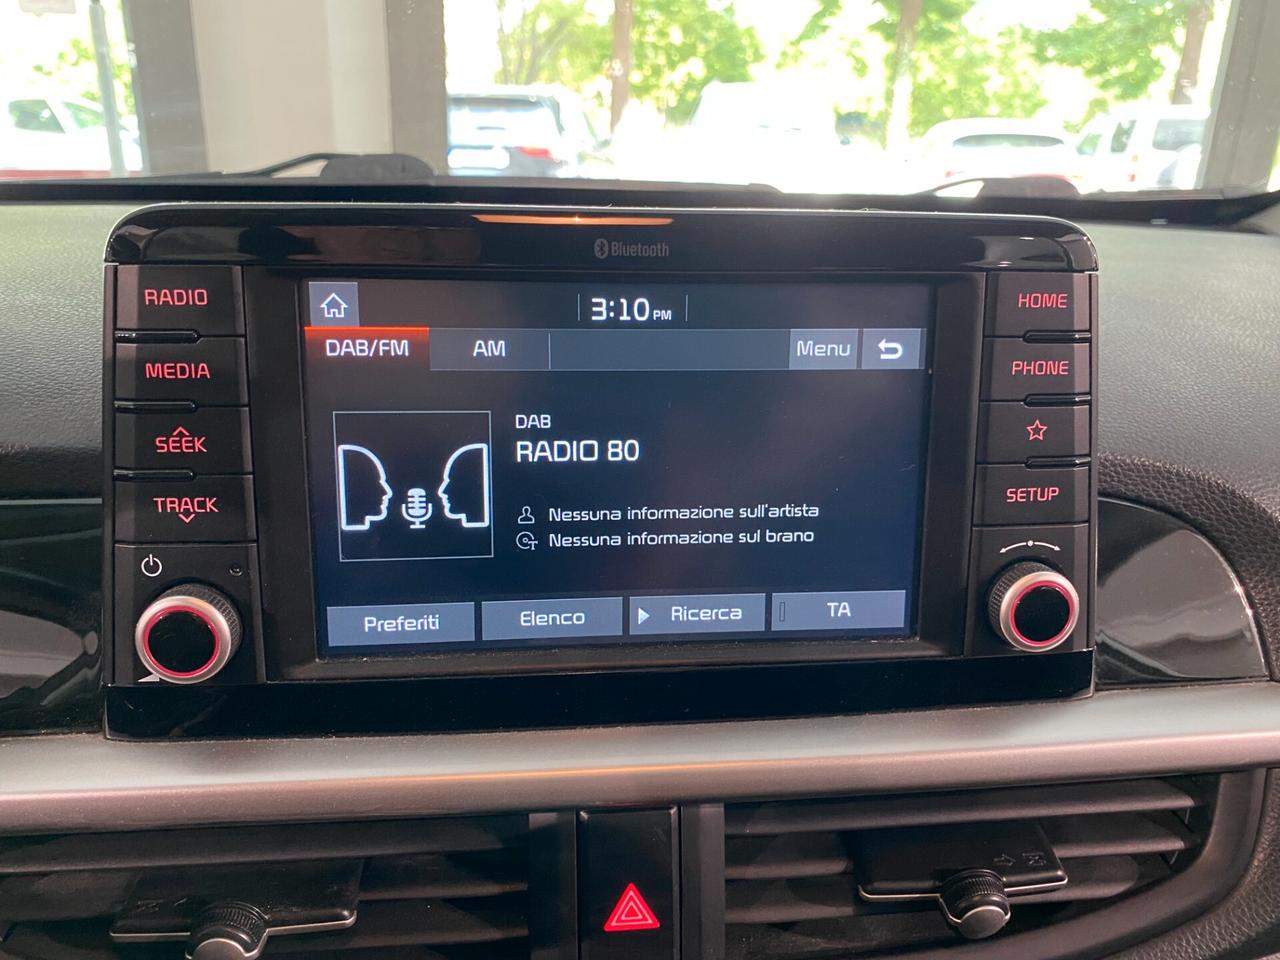 Bluetooth
RADIO
MEDIA
SEEK
TRACK
3:10 PM
DAB/FM
AM
Menu
DAB
RADIO 80
Nessuna informazione sull'artista
Nessuna informazione sul brano
Preferiti
Elenco
Ricerca
TA
HOME
PHONE
SETUP